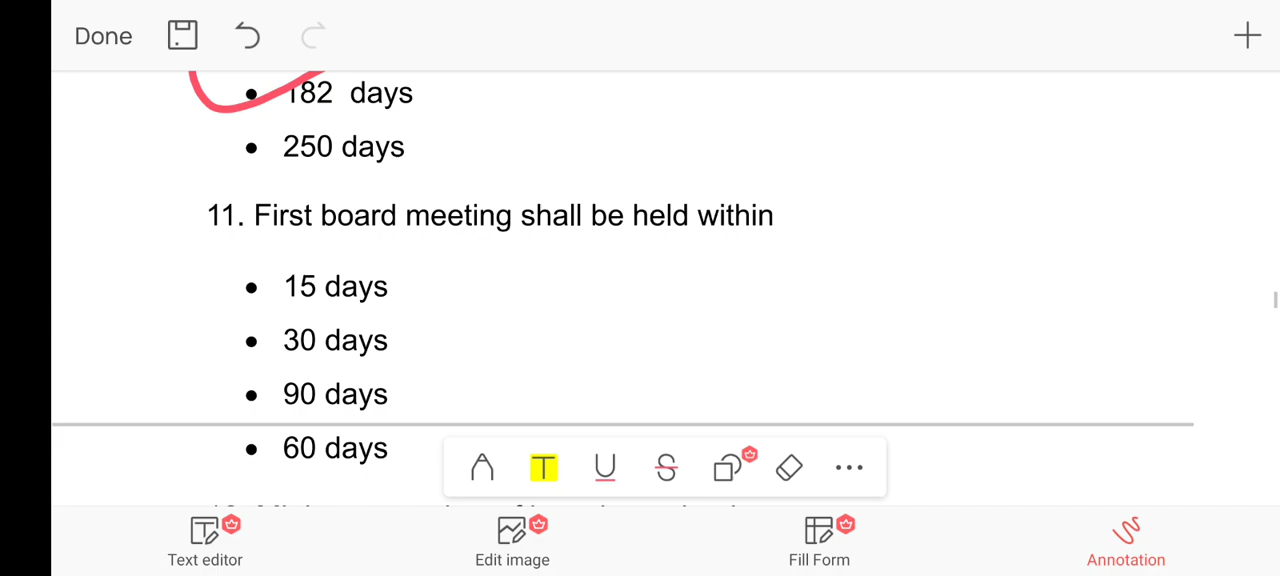 Done
182 days
250 days
11. First board meeting shall be held within
15 days
30 days
90 days
60 days
T
U
S
Text editor
Edit image
Fill Form
Annotation